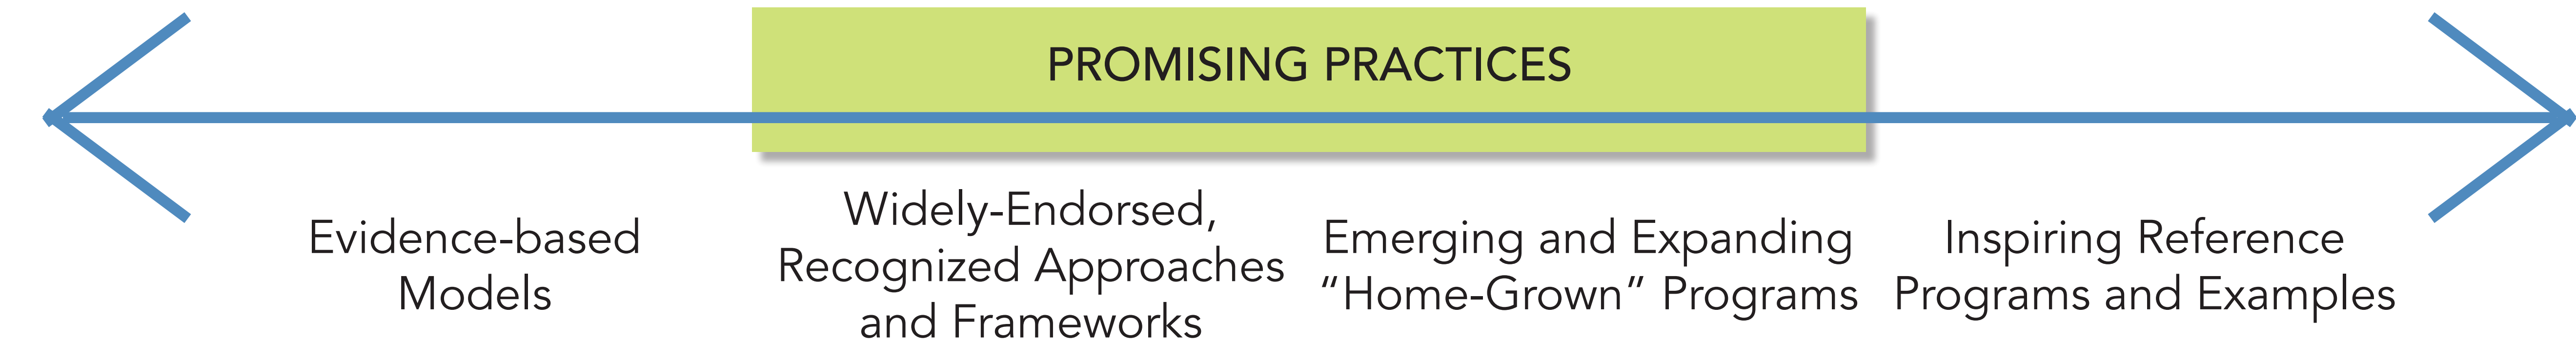 PROMISING PRACTICES
Evidence-based
Models
Widely-Endorsed,
Recognized Approaches
and Frameworks
Emerging and Expanding
“Home-Grown” Programs
Inspiring Reference
Programs and Examples